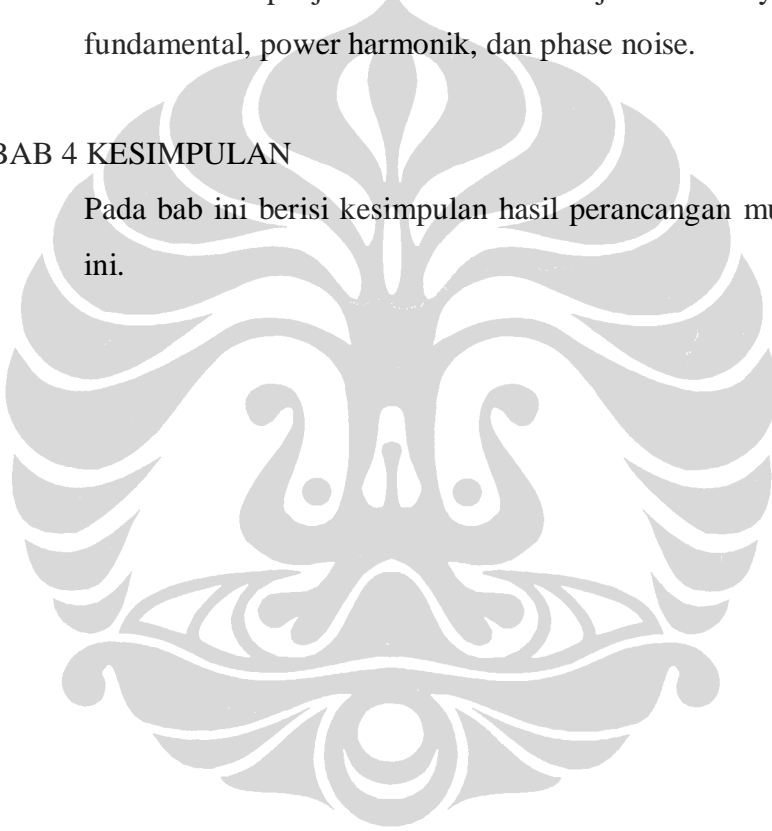 fundamental, power harmonik, dan phase noise.
BAB 4 KESIMPULAN
Pada bab ini berisi kesimpulan hasil perancangan
ini.